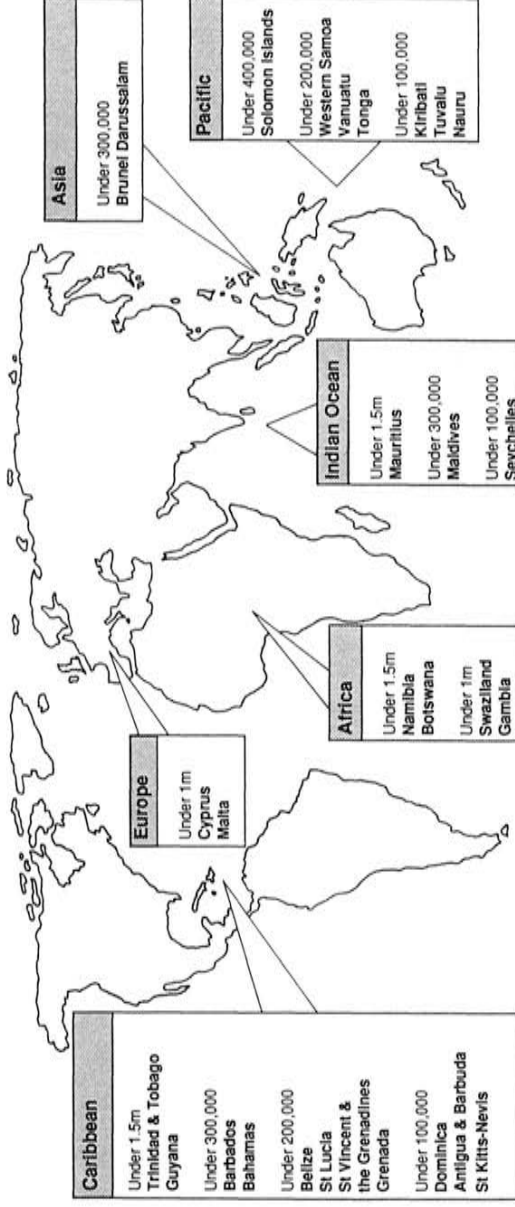 Caribbean
Under 1.5m
Trinidad & Tobago
Guyana
Under 300,000
Barbados
Bahamas
Under 200,000
Belize
St Lucia
St Vincent &
the Grenadines
Grenada
Under 100,000
Dominica
Antigua & Barbuda
St Kitts-Nevis
Europe
Under 1m
Cyprus
Malta
Africa
Under 1.5m
Namibia
Botswana
Under 1m
Swaziland
Gambia
Indian Ocean
Under 1.5m
Mauritius
Under 300,000
Maldives
Under 100,000
Seychelles
Asia
Under 300,000
Brunei Darussalam
Pacific
Under 400,000
Solomon Islands
Under 200,000
Western Samoa
Vanuatu
Tonga
Under 100,000
Kiribati
Tuvalu
Nauru